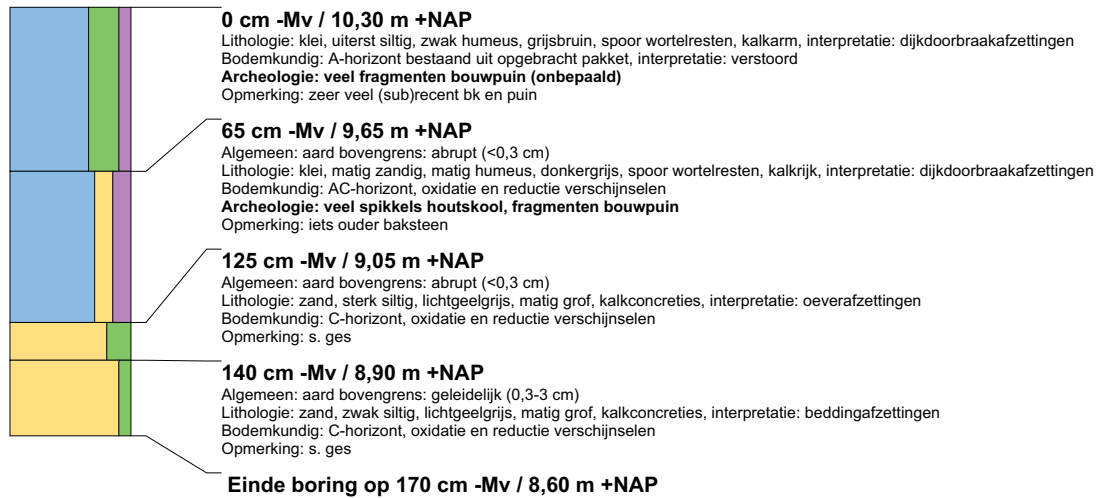 0 cm -Mv / 10,30 m +NAP
Lithologie: klei, uiterst siltig, zwak humeus, grijsbruin, spoor wortelresten, kalkarm, interpretatie: dijkdoorbraakafzettingen
Bodemkundig: A-horizont bestaand uit opgebracht pakket, interpretatie: verstoord
Archeologie: veel fragmenten bouwpuin (onbepaald)
Opmerking: zeer veel (sub)recent bk en puin
65 cm -Mv / 9,65 m +NAP
Algemeen: aard bovengrens: abrupt (<0,3 cm)
Lithologie: klei, matig zandig, matig humeus, donkergrijs, spoor wortelresten, kalkrijk, interpretatie: dijkdoorbraakafzettingen
Bodemkundig: AC-horizont, oxidatie en reductie verschijnselen
Archeologie: veel spikkels houtskool, fragmenten bouwpuin
Opmerking: iets ouder baksteen
125 cm -Mv / 9,05 m +NAP
Algemeen: aard bovengrens: abrupt (<0,3 cm)
Lithologie: zand, sterk siltig, lichtgeelgrijs, matig grof, kalkconcreties, interpretatie: oeverafzettingen
Bodemkundig: C-horizont, oxidatie en reductie verschijnselen
Opmerking: s. ges
140 cm -Mv / 8,90 m +NAP
Algemeen: aard bovengrens: geleidelijk (0,3-3 cm)
Lithologie: zand, zwak siltig, lichtgeelgrijs, matig grof, kalkconcreties, interpretatie: beddingafzettingen
Bodemkundig: C-horizont, oxidatie en reductie verschijnselen
Opmerking: s. ges
Einde boring op 170 cm -Mv / 8,60 m +NAP